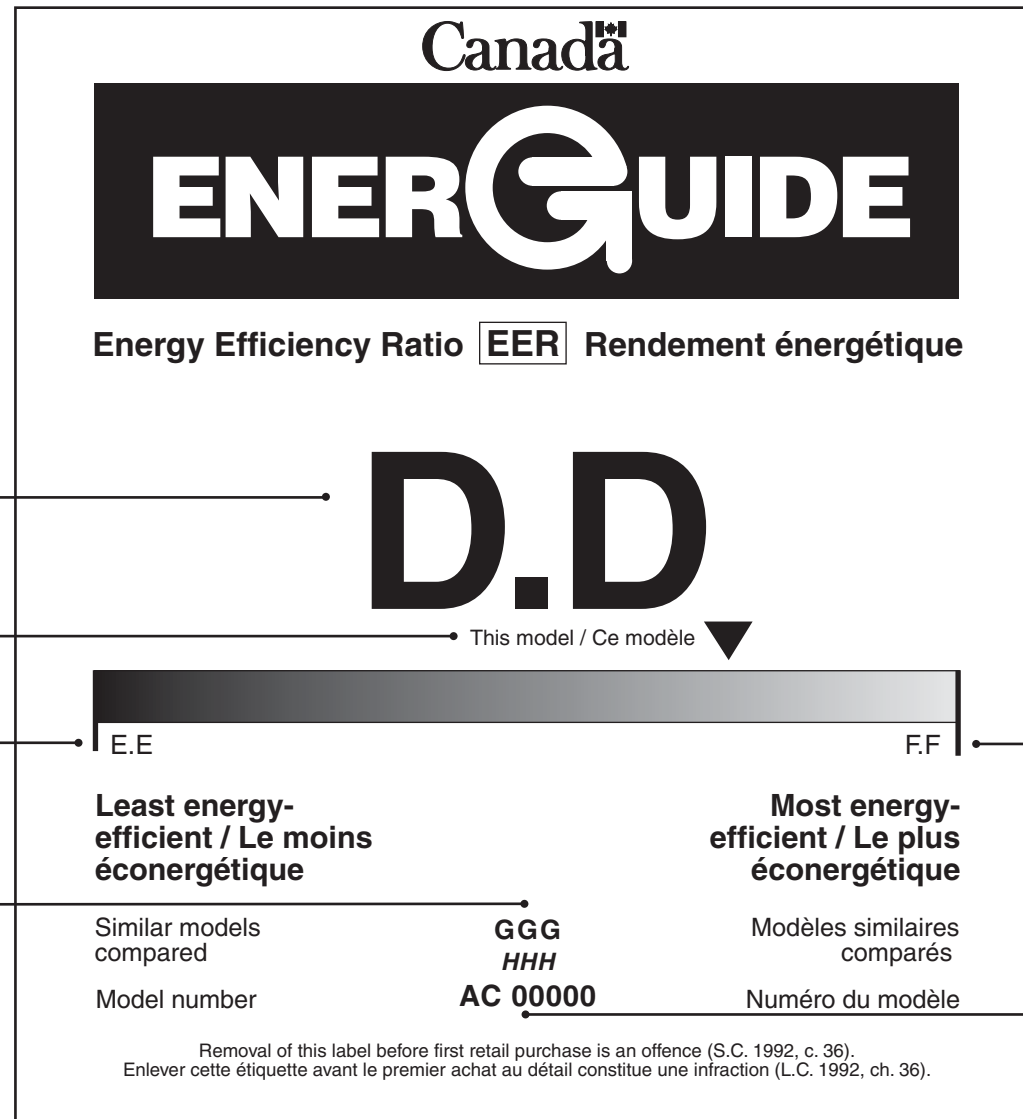 Canada
ENERGUIDE
Energy Efficiency Ratio EER Rendement énergétique
D.D
This model / Ce modèle
E.E F.F
Least energy-
efficient / Le moins
éconergétique
Most energy-
efficient / Le plus
éconergétique
Similar models
compared
GGG
HHH
Modèles similaires
comparés
Model number AC 00000 Numéro du modèle
Removal of this label before first retail purchase is an offence (S.C. 1992, c. 36).
Enlever cette étiquette avant le premier achat au détail constitue une infraction (L.C. 1992, ch. 36).